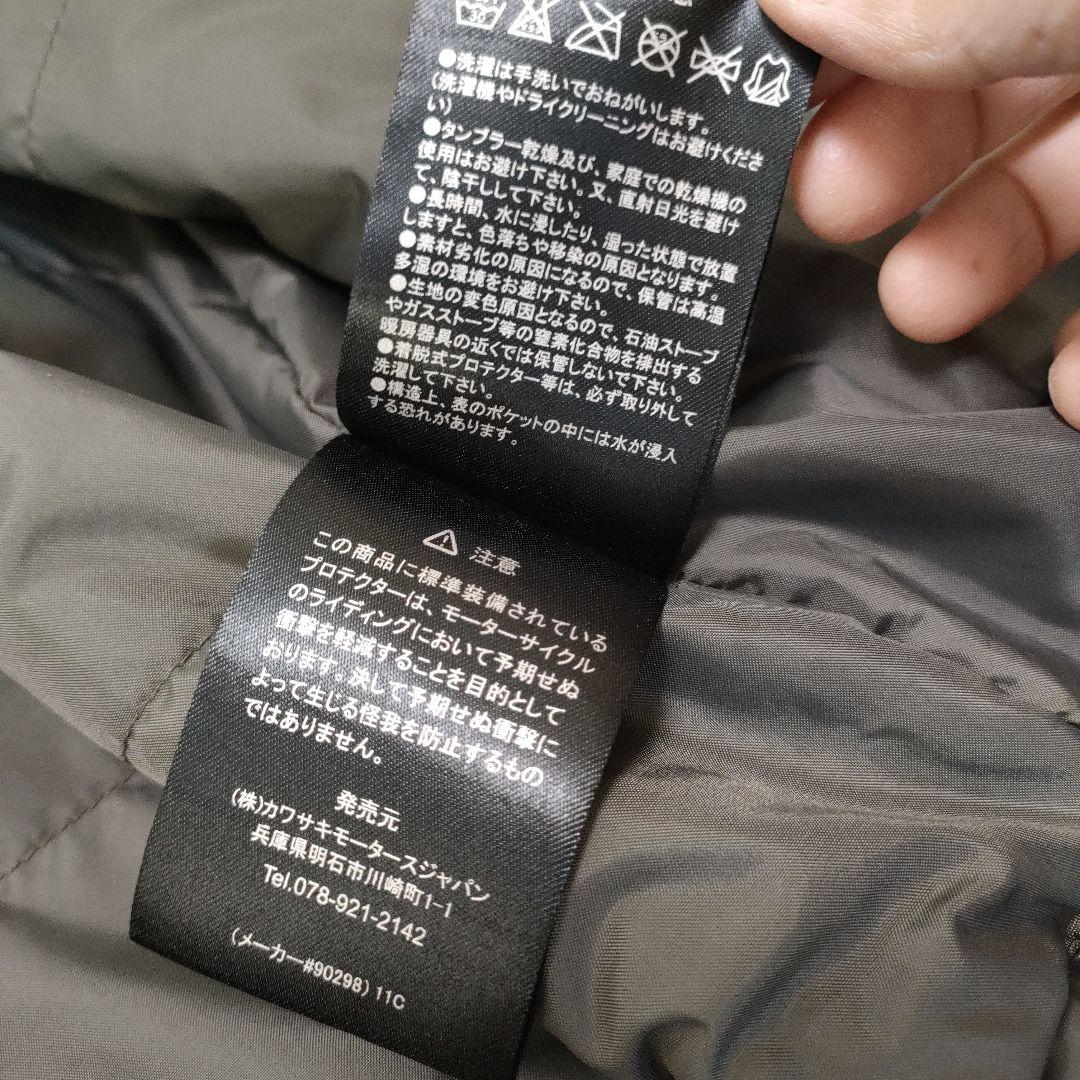 ●洗濯は手洗いでおねがいします。
(洗濯機やドライクリーニングはお避けくださ
い)
●タンブラー乾燥及び、家庭での乾燥機の
使用はお避け下さい。又、直射日光を避け
て、陰干しして下さい。
●長時間、水に浸したり、湿った状態で放置
しますと、色落ちや移染の原因となります。
●素材劣化の原因になるので、保管は高温
多湿の環境をお避け下さい。
●生地の変色原因となるので、石油ストーブ
やガスストーブ等の窒素化合物を排出する
暖房器具の近くでは保管しないで下さい。
●着脱式プロテクター等は、必ず取り外して
洗濯して下さい。
●構造上、表のポケットの中には水が浸入
する恐れがあります。
注意
この商品に標準装備されている
プロテクターは、モーターサイクル
のライディングにおいて予期せぬ
衝撃を軽減することを目的として
おります。決して予期せぬ衝撃に
よって生じる怪我を防止するもの
ではありません。
発売元
(株)カワサキモータースジャパン
兵庫県明石市川崎町1-1
Tel.078-921-2142
(メーカー#90298) 11C